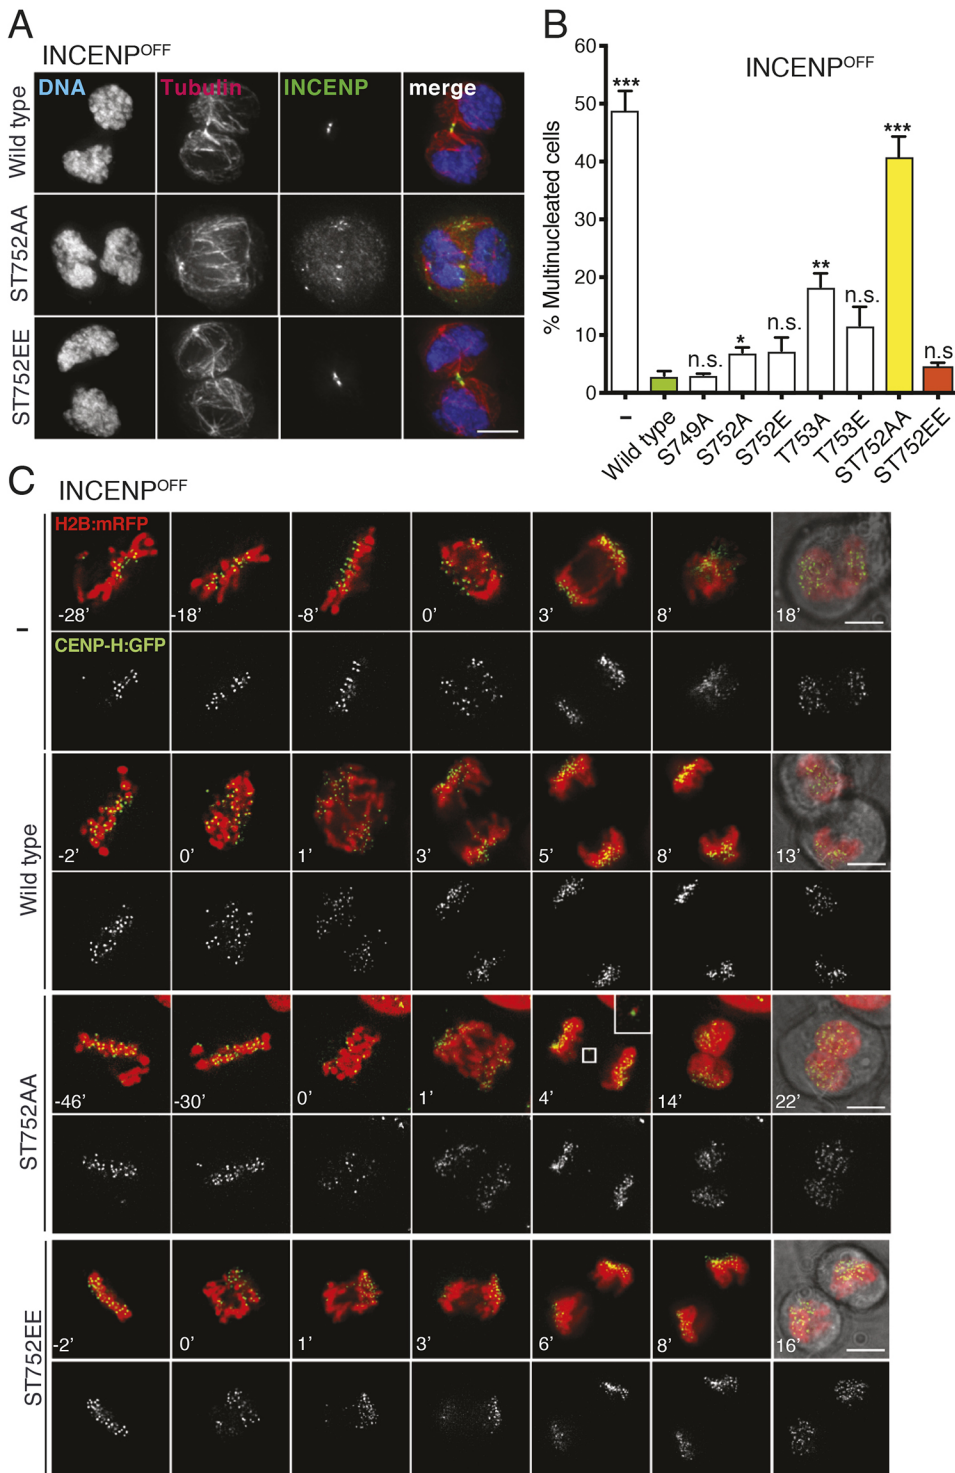 A
INCENPOFF
DNA
Tubulin
INCENP
merge
Wild type
ST752AA
ST752EE
B
INCENPOFF
% Multinucleated cells
60
50
40
30
20
10
0
***
n.s.
*
n.s.
**
n.s.
***
n.s
–
Wild type
S749A
S752A
S752E
T753A
T753E
ST752AA
ST752EE
C
INCENPOFF
–
H2B:mRFP
-28’
-18’
-8’
0’
3’
8’
18’
CENP-H:GFP
Wild type
-2’
0’
1’
3’
5’
8’
13’
ST752AA
-46’
-30’
0’
1’
4’
14’
22’
ST752EE
-2’
0’
1’
3’
6’
8’
16’